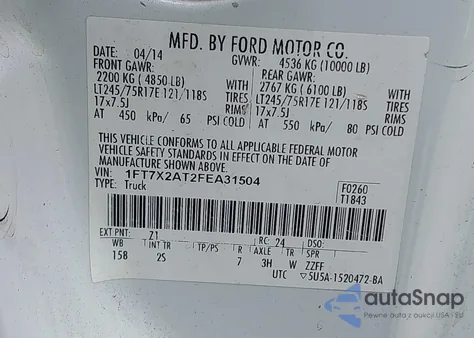 MFD. BY FORD MOTOR CO.
DATE: 04/14 GVWR: 4536 KG (10000 LB)
FRONT GAWR: REAR GAWR:
2200 KG ( 4850 LB) WITH 2767 KG ( 6100 LB) WITH
LT245/75R17E 121/118S TIRES LT245/75R17E 121/118S TIRES
17x7.5J RIMS 17x7.5J RIMS
AT 450 kPa/ 65 PSI COLD AT 550 kPa/ 80 PSI COLD
THIS VEHICLE CONFORMS TO ALL APPLICABLE FEDERAL MOTOR
VEHICLE SAFETY STANDARDS IN EFFECT ON THE DATE OF
MANUFACTURE SHOWN ABOVE.
VIN: 1FT7X2AT2FEA31504 F0260
TYPE: Truck T1843
EXT PNT: Z1 RC: 24 DSO:
WB INT TR TP/PS R AXLE TR SPR
158 2S 7 3H W ZZFF
UTC 5U5A-1520472-BA
autoSnap
Pewne auta z USA i EU